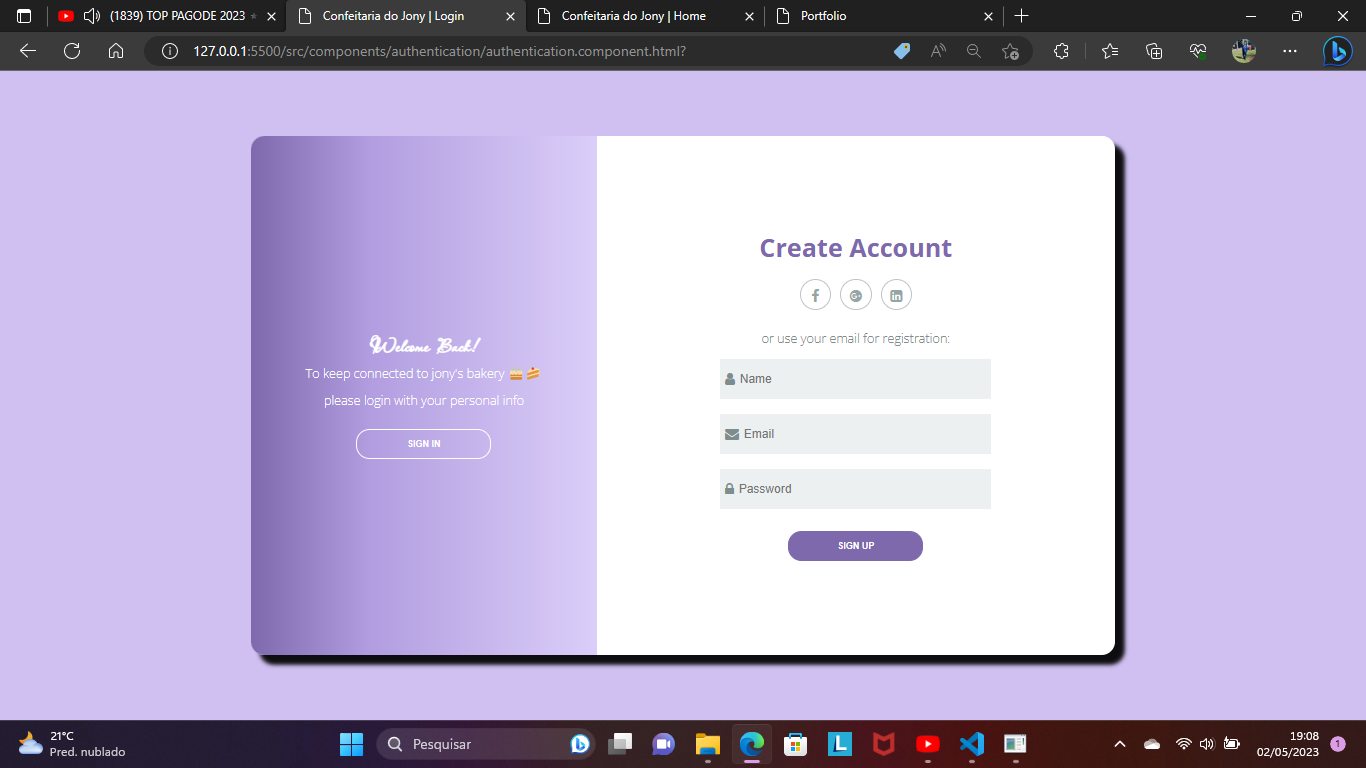 (1839) TOP PAGODE 2023
Confeitaria do Jony | Login
Confeitaria do Jony | Home
Portfolio
127.0.0.1:5500/src/components/authentication/authentication.component.html?
Create Account
or use your email for registration:
Name
Email
Password
SIGN UP
Welcome Back!
To keep connected to jony's bakery 🍰🍰
please login with your personal info
SIGN IN
21°C
Pred. nublado
Pesquisar
19:08
02/05/2023
1